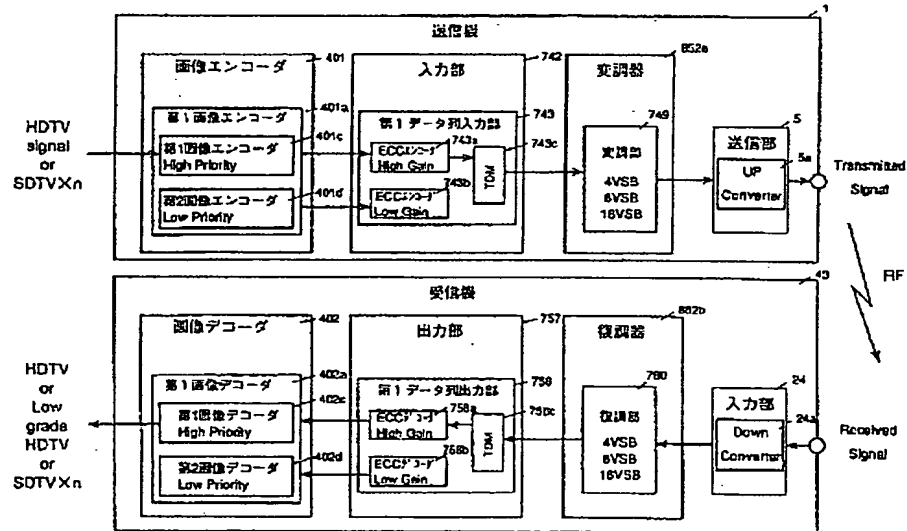 1
送信機
画像エンコーダ
401
入力部
742
変調器
852a
第1画像エンコーダ
401a
第1データ列入力部
743
749
5
送信部
HDTV
signal
or
SDTV×n
第1画像エンコーダ
High Priority
401c
ECCエンコーダ
High Gain
743a
743c
TDM
変調部
4VSB
8VSB
16VSB
5a
UP
Converter
Transmitted
Signal
第2画像エンコーダ
Low Priority
401d
ECCエンコーダ
Low Gain
743b
RF
43
受信機
画像デコーダ
402
出力部
757
復調器
852b
第1画像デコーダ
402a
第1データ列出力部
758
760
24
入力部
HDTV
or
Low
grade
HDTV
or
SDTV×n
第1画像デコーダ
High Priority
402c
ECCデコーダ
High Gain
758a
758c
TDM
復調部
4VSB
8VSB
16VSB
24a
Down
Converter
Received
Signal
第2画像デコーダ
Low Priority
402d
ECCデコーダ
Low Gain
758b